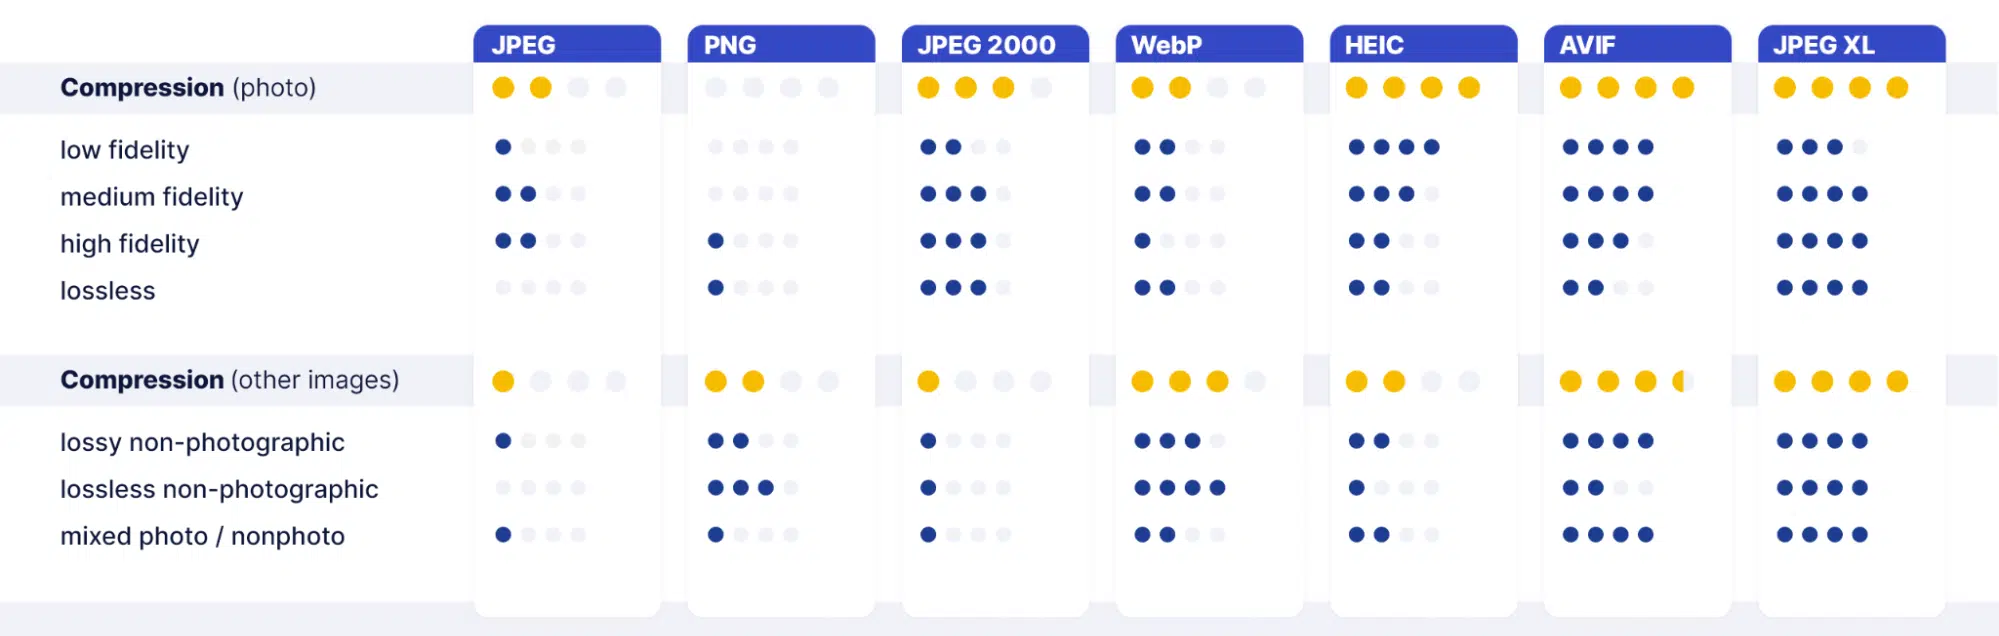 JPEG PNG JPEG 2000 WebP HEIC AVIF JPEG XL
Compression (photo)
low fidelity
medium fidelity
high fidelity
lossless
Compression (other images)
lossy non-photographic
lossless non-photographic
mixed photo / nonphoto